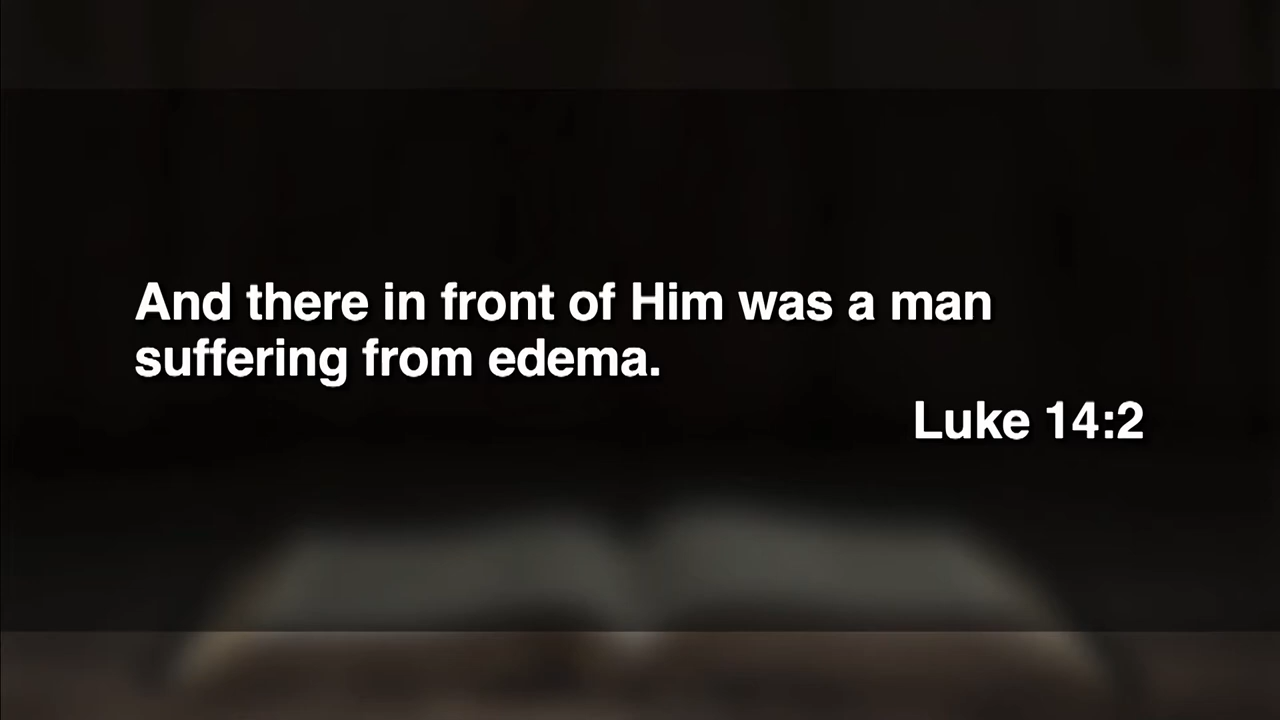 And there in front of Him was a man
suffering from edema.
Luke 14:2